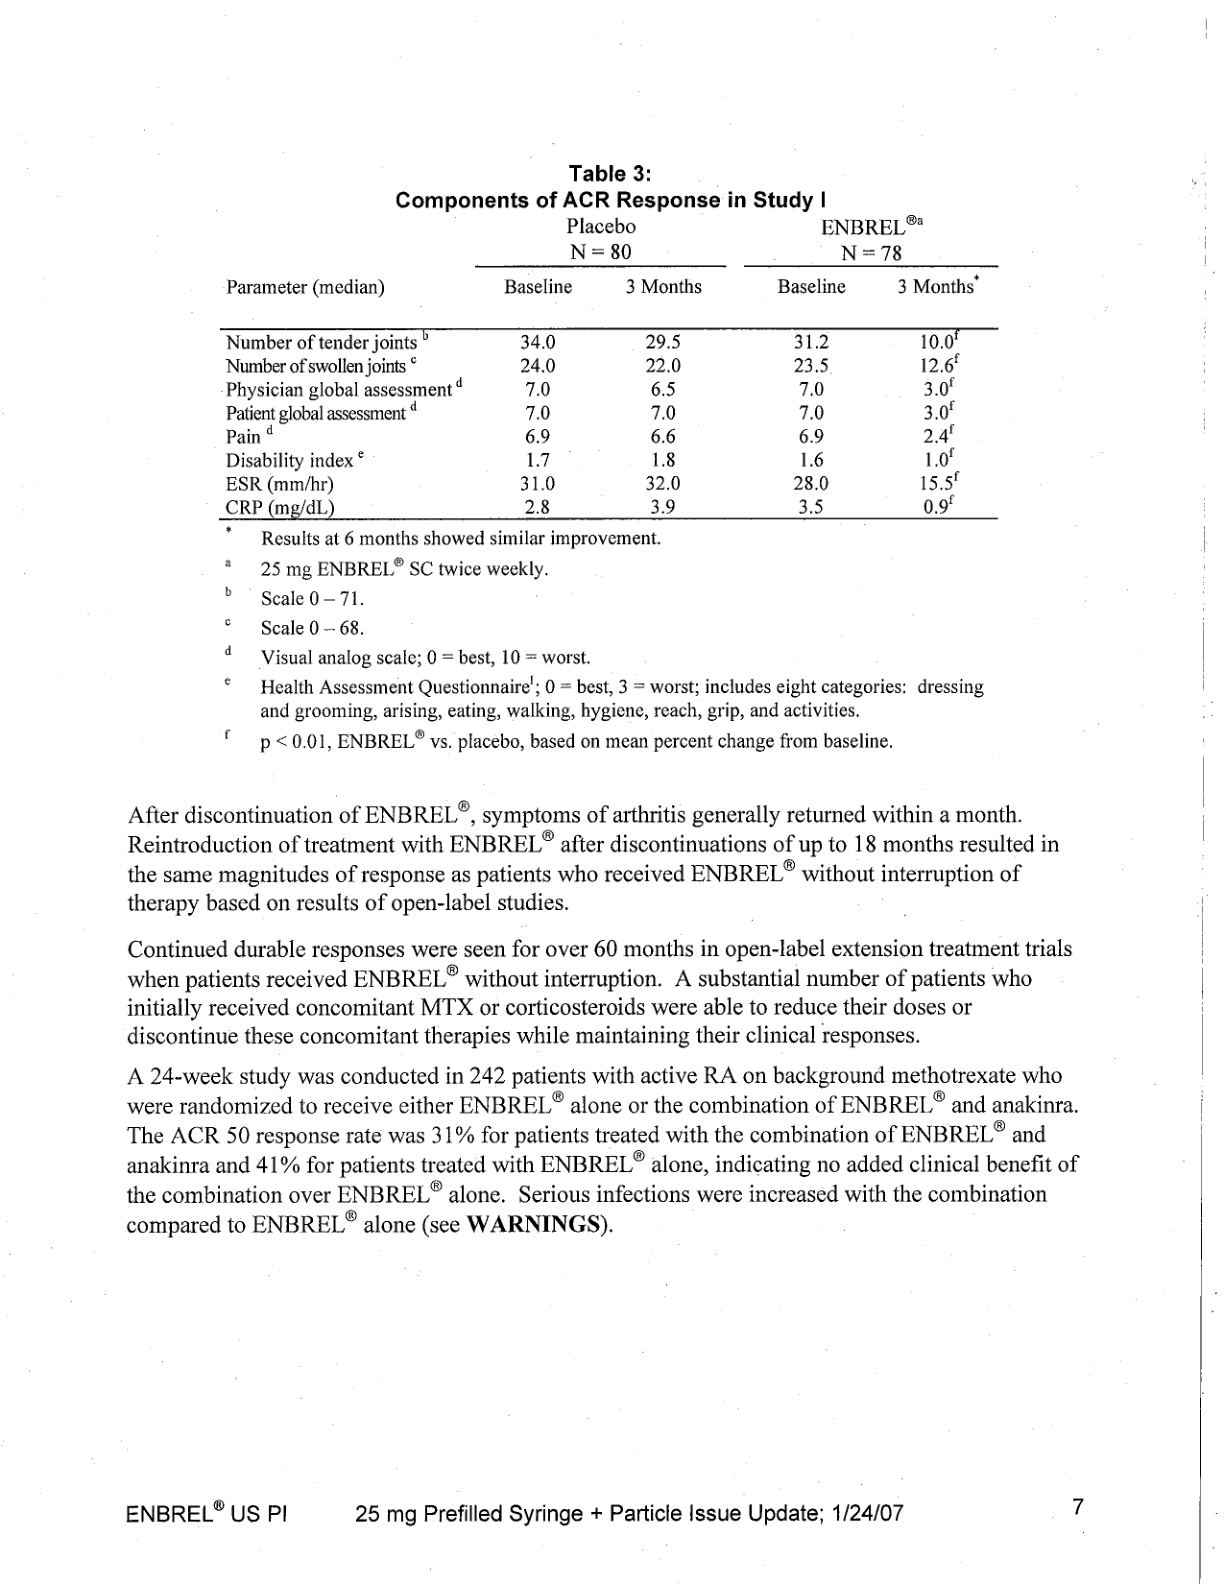 Table 3:
Components of ACR Response in Study I
Placebo ENBREL®a
N = 80 N = 78
Parameter (median) Baseline 3 Months Baseline 3 Months*
Number of tender joints b 34.0 29.5 31.2 10.0f
Number of swollen joints c 24.0 22.0 23.5 12.6f
Physician global assessment d 7.0 6.5 7.0 3.0f
Patient global assessment d 7.0 7.0 7.0 3.0f
Pain d 6.9 6.6 6.9 2.4f
Disability index e 1.7 1.8 1.6 1.0f
ESR (mm/hr) 31.0 32.0 28.0 15.5f
CRP (mg/dL) 2.8 3.9 3.5 0.9f
* Results at 6 months showed similar improvement.
a 25 mg ENBREL® SC twice weekly.
b Scale 0 – 71.
c Scale 0 – 68.
d Visual analog scale; 0 = best, 10 = worst.
e Health Assessment Questionnaire1; 0 = best, 3 = worst; includes eight categories: dressing
and grooming, arising, eating, walking, hygiene, reach, grip, and activities.
f p < 0.01, ENBREL® vs. placebo, based on mean percent change from baseline.
After discontinuation of ENBREL®, symptoms of arthritis generally returned within a month.
Reintroduction of treatment with ENBREL® after discontinuations of up to 18 months resulted in
the same magnitudes of response as patients who received ENBREL® without interruption of
therapy based on results of open-label studies.
Continued durable responses were seen for over 60 months in open-label extension treatment trials
when patients received ENBREL® without interruption. A substantial number of patients who
initially received concomitant MTX or corticosteroids were able to reduce their doses or
discontinue these concomitant therapies while maintaining their clinical responses.
A 24-week study was conducted in 242 patients with active RA on background methotrexate who
were randomized to receive either ENBREL® alone or the combination of ENBREL® and anakinra.
The ACR 50 response rate was 31% for patients treated with the combination of ENBREL® and
anakinra and 41% for patients treated with ENBREL® alone, indicating no added clinical benefit of
the combination over ENBREL® alone. Serious infections were increased with the combination
compared to ENBREL® alone (see WARNINGS).
ENBREL® US PI 25 mg Prefilled Syringe + Particle Issue Update; 1/24/07 7